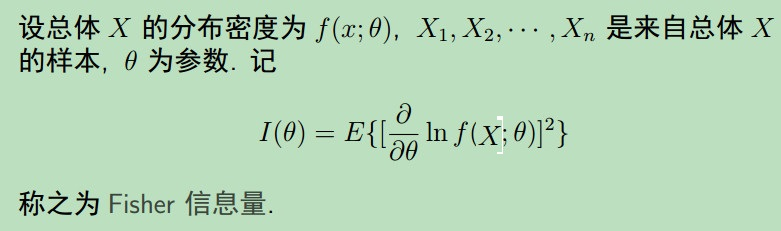 设总体 X 的分布密度为 f(x; θ), X₁, X₂, ⋯ , Xₙ 是来自总体 X
的样本, θ 为参数. 记
I(θ) = E{[∂/∂θ ln f(X; θ)]²}
称之为 Fisher 信息量.